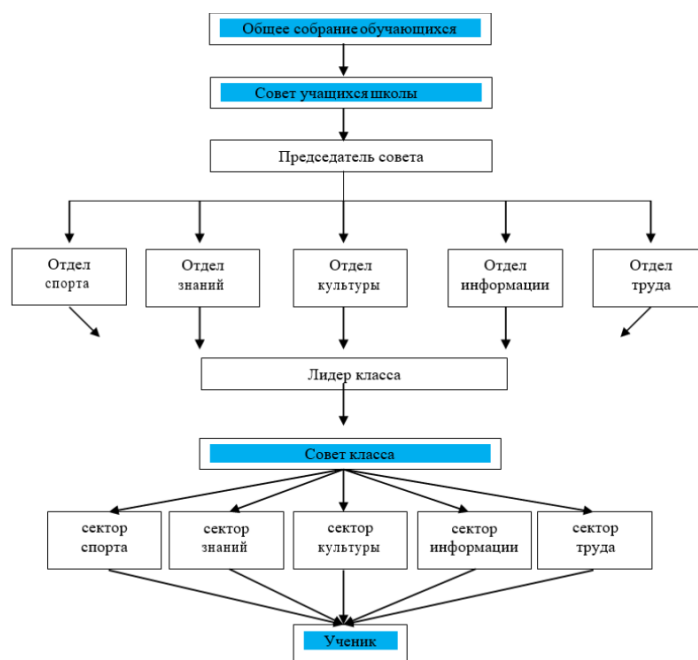 Общее собрание обучающихся
Совет учащихся школы
Председатель совета
Отдел
спорта
Отдел
знаний
Отдел
культуры
Отдел
информации
Отдел
труда
Лидер класса
Совет класса
сектор
спорта
сектор
знаний
сектор
культуры
сектор
информации
сектор
труда
Ученик